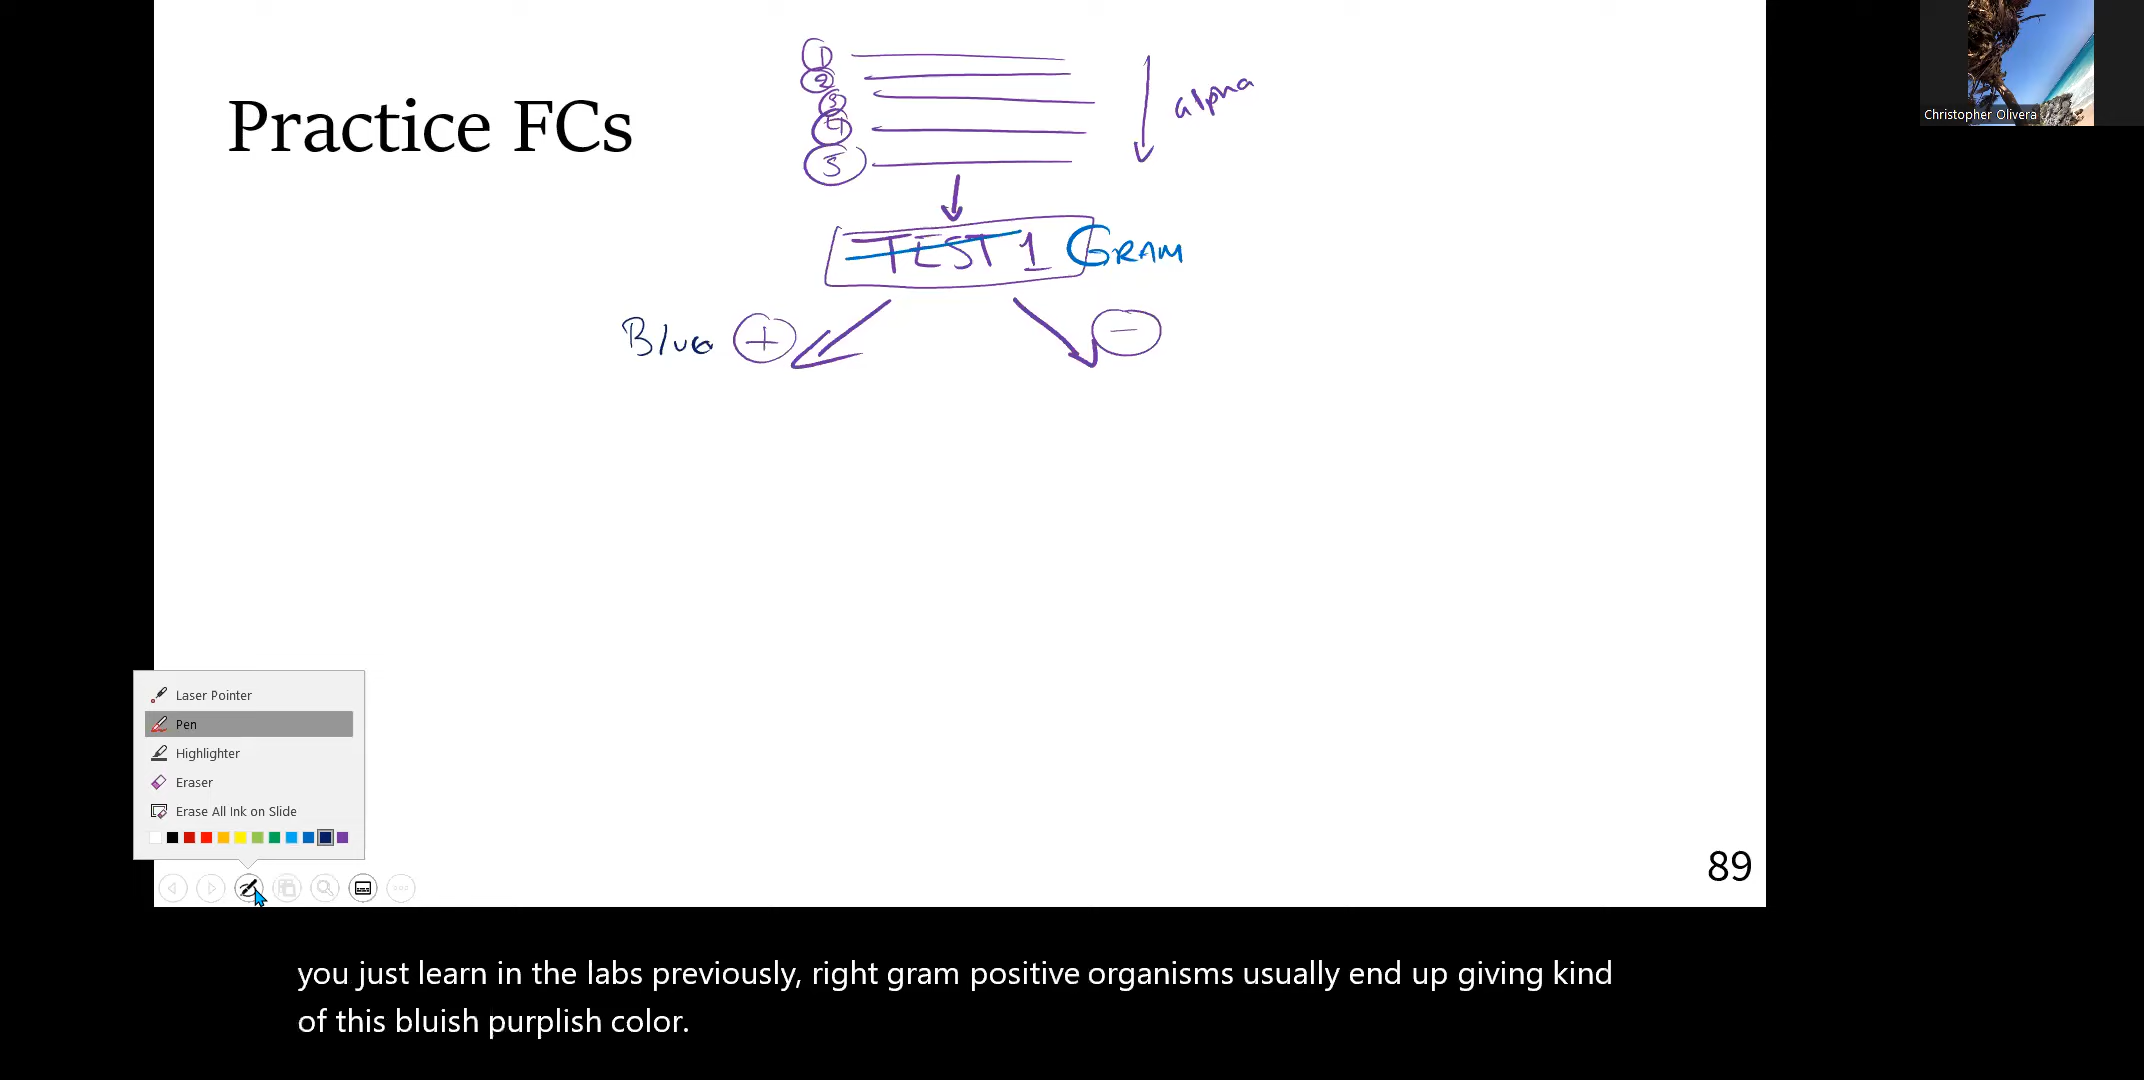 Practice FCs
1
2
3
4
5
alpha
TEST 1 GRAM
Blue + -
Christopher Olivera
Laser Pointer
Pen
Highlighter
Eraser
Erase All Ink on Slide
89
you just learn in the labs previously, right gram positive organisms usually end up giving kind
of this bluish purplish color.